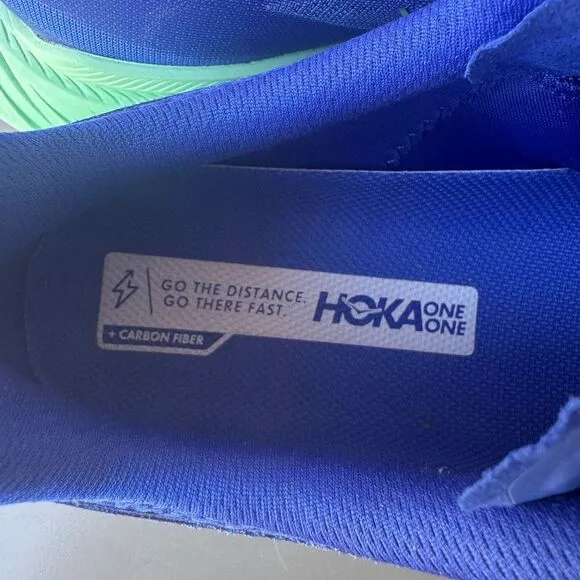 GO THE DISTANCE.
GO THERE FAST.
HOKA ONE ONE
+ CARBON FIBER